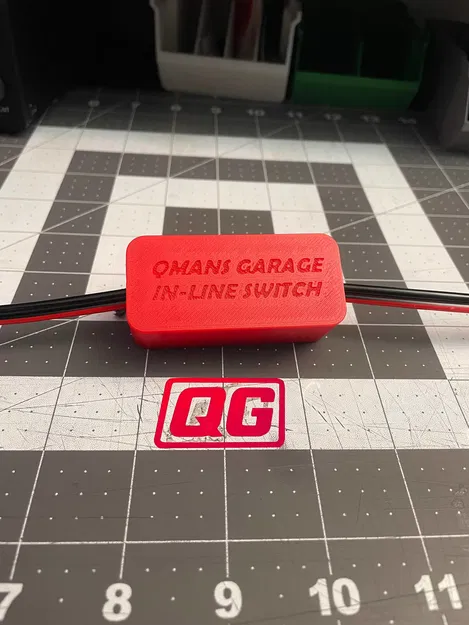 QMANS GARAGE
IN-LINE SWITCH
QG
7 8 9 10 11